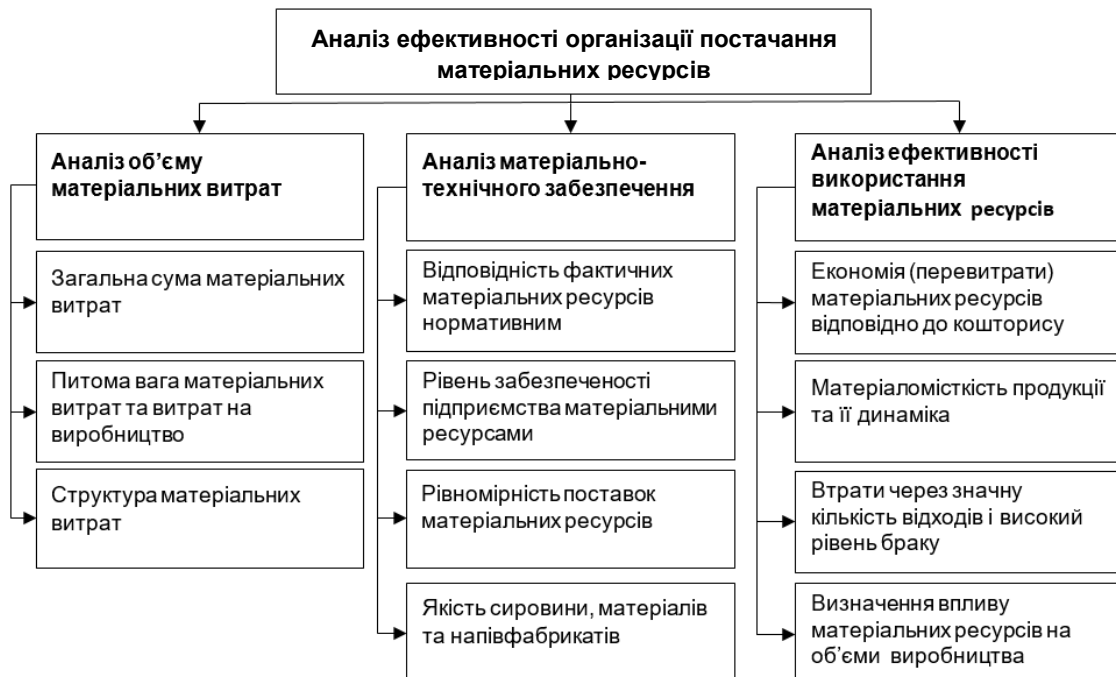 Аналіз ефективності організації постачання
матеріальних ресурсів
Аналіз об’єму
матеріальних витрат
Загальна сума матеріальних
витрат
Питома вага матеріальних
витрат та витрат на
виробництво
Структура матеріальних
витрат
Аналіз матеріально-
технічного забезпечення
Відповідність фактичних
матеріальних ресурсів
нормативним
Рівень забезпеченості
підприємства матеріальними
ресурсами
Рівномірність поставок
матеріальних ресурсів
Якість сировини, матеріалів
та напівфабрикатів
Аналіз ефективності
використання
матеріальних ресурсів
Економія (перевитрати)
матеріальних ресурсів
відповідно до кошторису
Матеріаломісткість продукції
та її динаміка
Втрати через значну
кількість відходів і високий
рівень браку
Визначення впливу
матеріальних ресурсів на
об’єми виробництва